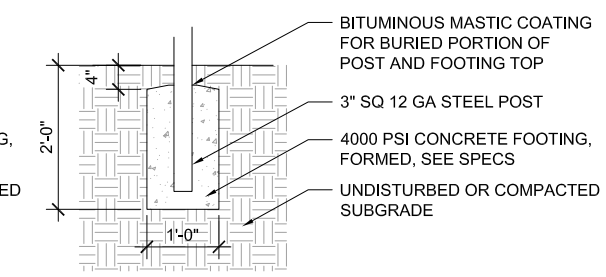 BITUMINOUS MASTIC COATING
FOR BURIED PORTION OF
POST AND FOOTING TOP
4"
3" SQ 12 GA STEEL POST
2'-0"
G,
4000 PSI CONCRETE FOOTING,
FORMED, SEE SPECS
ED
UNDISTURBED OR COMPACTED
SUBGRADE
1'-0"